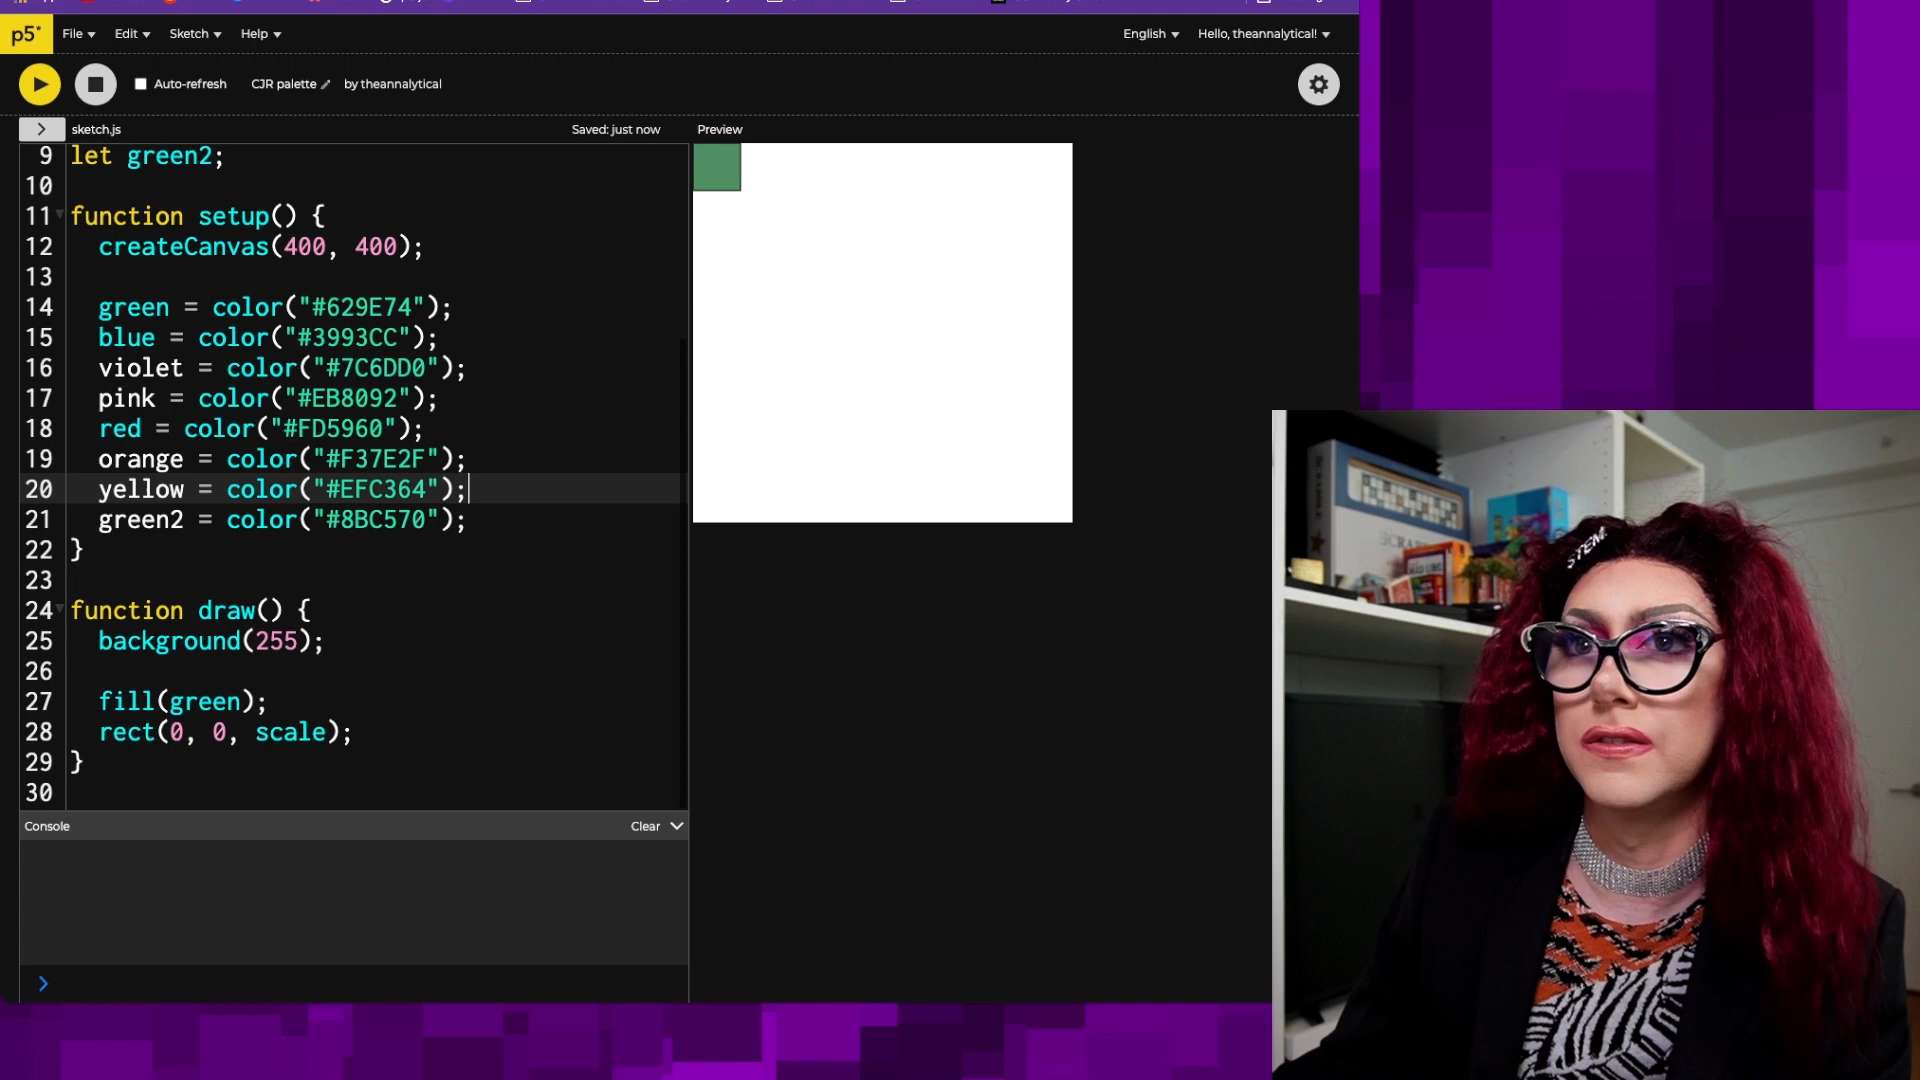 p5*
File
Edit
Sketch
Help
English
Hello, theannalytical!
Auto-refresh
CJR palette
by theannalytical
>
sketch.js
Saved: just now
Preview
9 let green2;
10
11 function setup() {
12 createCanvas(400, 400);
13
14 green = color("#629E74");
15 blue = color("#3993CC");
16 violet = color("#7C6DD0");
17 pink = color("#EB8092");
18 red = color("#FD5960");
19 orange = color("#F37E2F");
20 yellow = color("#EFC364");
21 green2 = color("#8BC570");
22 }
23
24 function draw() {
25 background(255);
26
27 fill(green);
28 rect(0, 0, scale);
29 }
30
Console
Clear
>
STEM